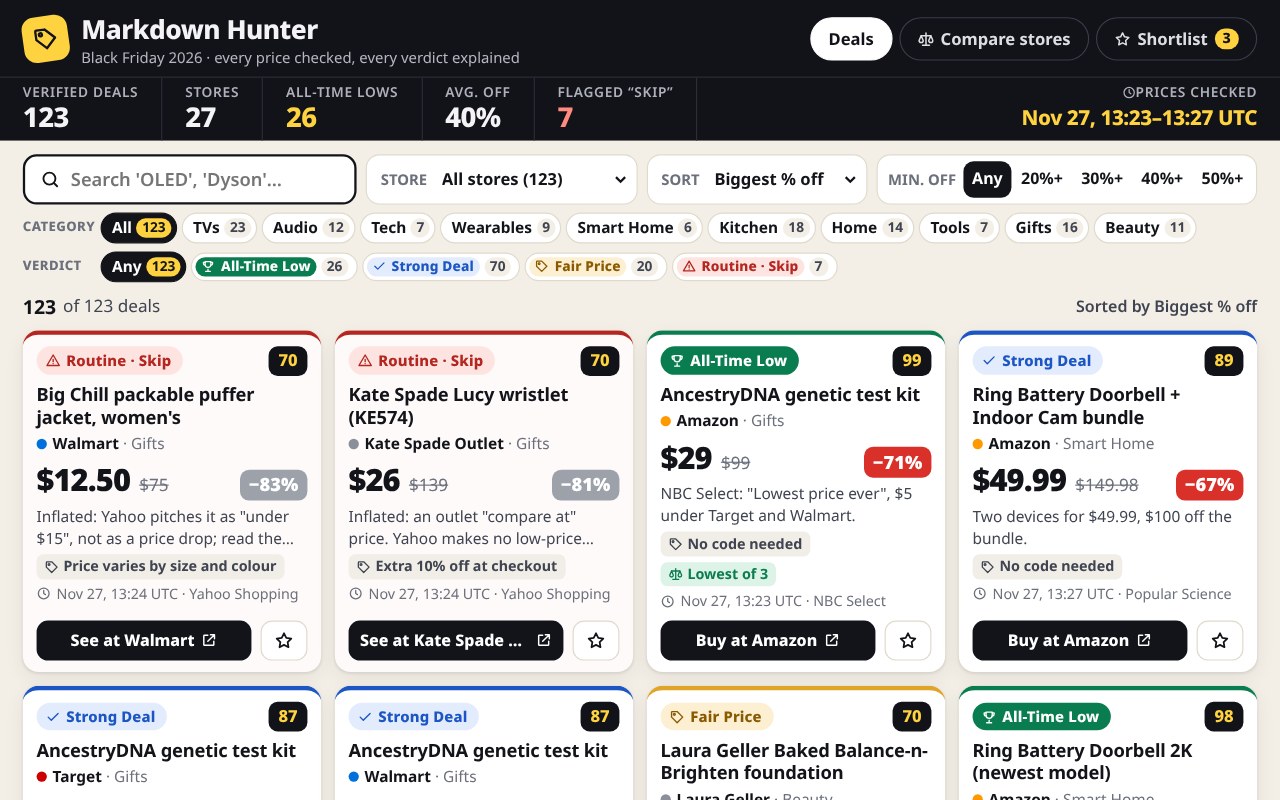 Markdown Hunter
Black Friday 2026 · every price checked, every verdict explained
Deals
Compare stores
Shortlist 3
VERIFIED DEALS
123
STORES
27
ALL-TIME LOWS
26
AVG. OFF
40%
FLAGGED “SKIP”
7
PRICES CHECKED
Nov 27, 13:23–13:27 UTC
Search 'OLED', 'Dyson'...
STORE All stores (123)
SORT Biggest % off
MIN. OFF Any 20%+ 30%+ 40%+ 50%+
CATEGORY All 123 TVs 23 Audio 12 Tech 7 Wearables 9 Smart Home 6 Kitchen 18 Home 14 Tools 7 Gifts 16 Beauty 11
VERDICT Any 123 All-Time Low 26 Strong Deal 70 Fair Price 20 Routine · Skip 7
123 of 123 deals
Sorted by Biggest % off
Routine · Skip 70
Big Chill packable puffer
jacket, women's
Walmart · Gifts
$12.50 $75 −83%
Inflated: Yahoo pitches it as "under
$15", not as a price drop; read the...
Price varies by size and colour
Nov 27, 13:24 UTC · Yahoo Shopping
See at Walmart
Routine · Skip 70
Kate Spade Lucy wristlet
(KE574)
Kate Spade Outlet · Gifts
$26 $139 −81%
Inflated: an outlet "compare at"
price. Yahoo makes no low-price...
Extra 10% off at checkout
Nov 27, 13:24 UTC · Yahoo Shopping
See at Kate Spade ...
All-Time Low 99
AncestryDNA genetic test kit
Amazon · Gifts
$29 $99 −71%
NBC Select: "Lowest price ever", $5
under Target and Walmart.
No code needed
Lowest of 3
Nov 27, 13:23 UTC · NBC Select
Buy at Amazon
Strong Deal 89
Ring Battery Doorbell +
Indoor Cam bundle
Amazon · Smart Home
$49.99 $149.98 −67%
Two devices for $49.99, $100 off the
bundle.
No code needed
Nov 27, 13:27 UTC · Popular Science
Buy at Amazon
Strong Deal 87
AncestryDNA genetic test kit
Target · Gifts
Strong Deal 87
AncestryDNA genetic test kit
Walmart · Gifts
Fair Price 70
Laura Geller Baked Balance-n-
Brighten foundation
Laura Geller · Beauty
All-Time Low 98
Ring Battery Doorbell 2K
(newest model)
Amazon · Smart Home